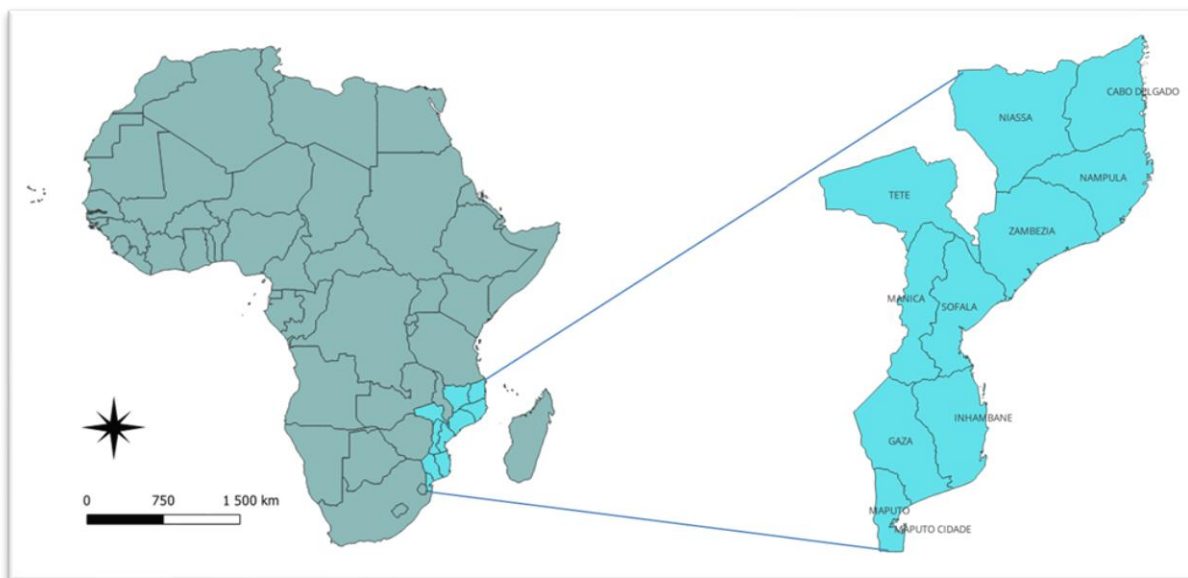 CABO DELGADO
NIASSA
NAMPULA
TETE
ZAMBEZIA
MANICA
SOFALA
INHAMBANE
GAZA
MAPUTO
MAPUTO CIDADE
0 750 1 500 km